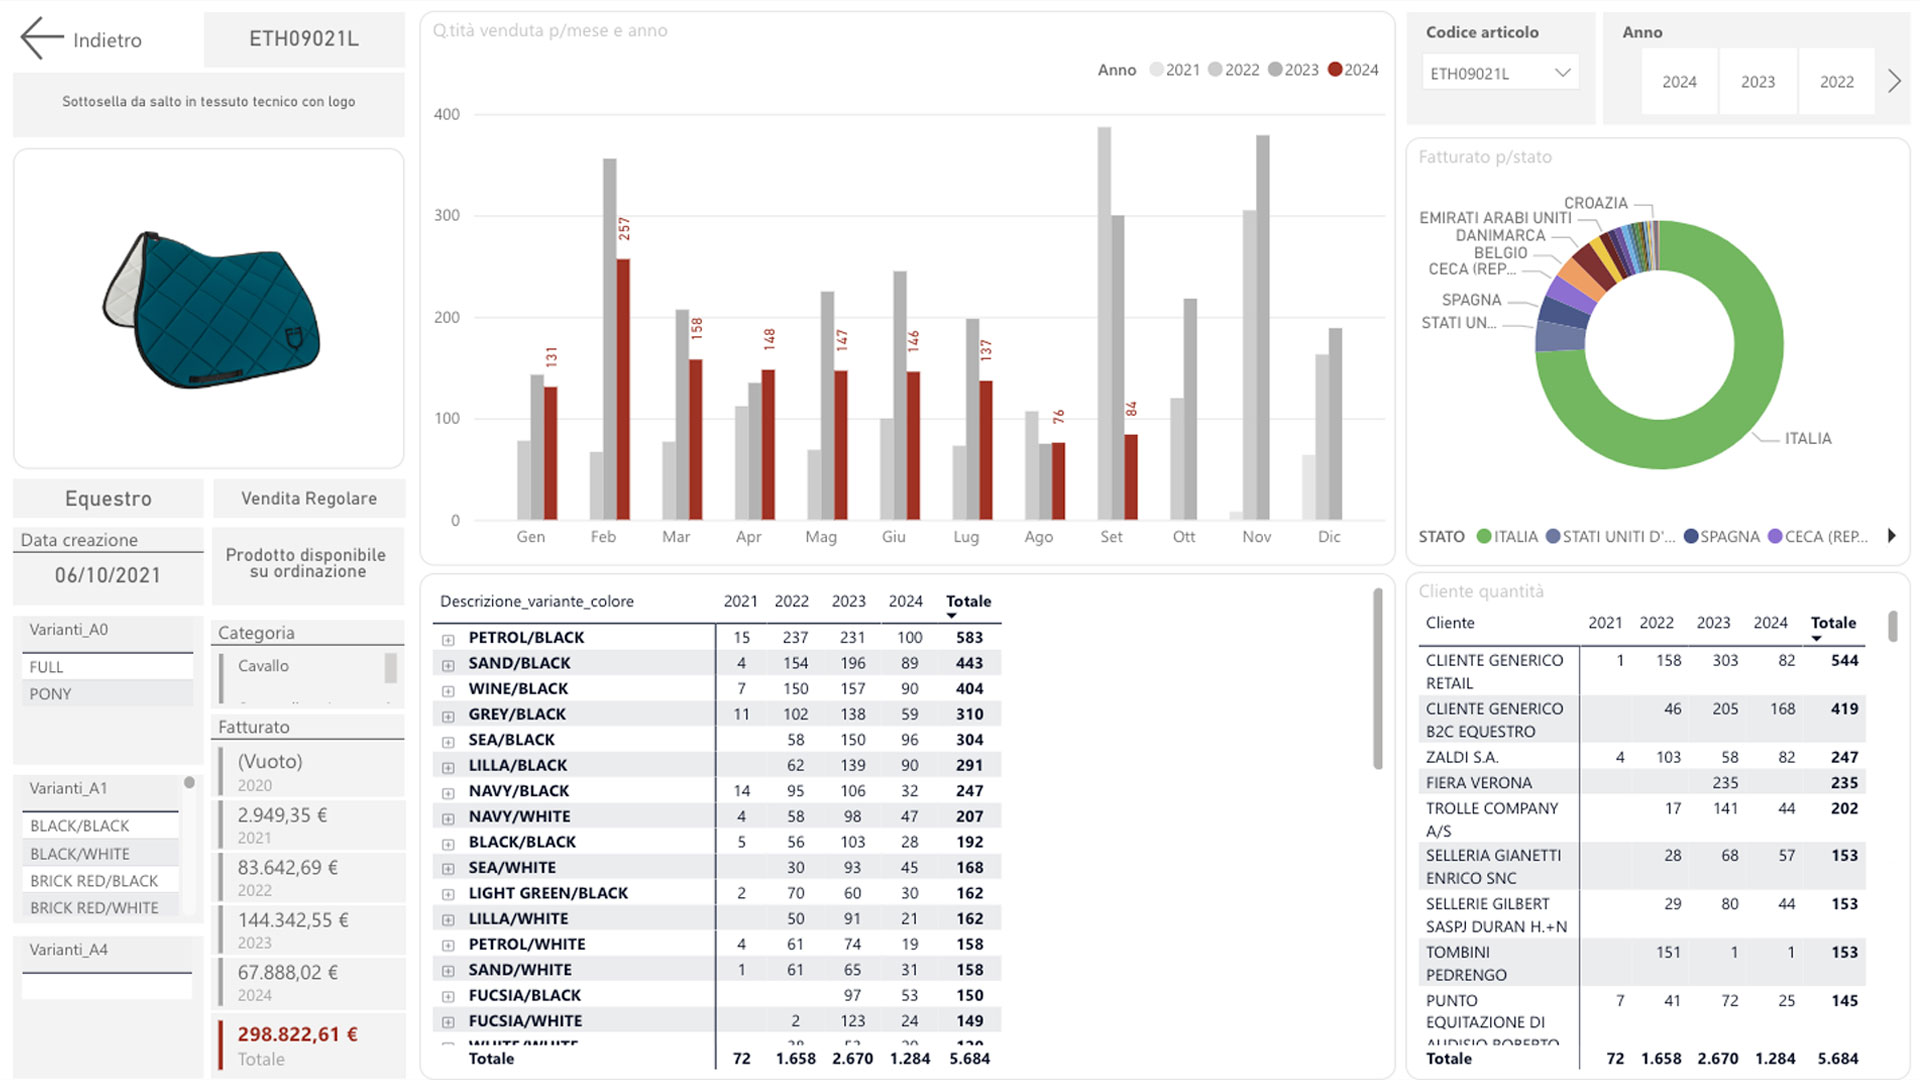 Indietro
ETH09021L
Sottosella da salto in tessuto tecnico con logo
Equestro
Vendita Regolare
Data creazione
06/10/2021
Prodotto disponibile
su ordinazione
Varianti_A0
FULL
PONY
Varianti_A1
BLACK/BLACK
BLACK/WHITE
BRICK RED/BLACK
BRICK RED/WHITE
Varianti_A4
Categoria
Cavallo
Fatturato
(Vuoto)
2020
2.949,35 €
2021
83.642,69 €
2022
144.342,55 €
2023
67.888,02 €
2024
298.822,61 €
Totale
Q.tità venduta p/mese e anno
Anno 2021 2022 2023 2024
400
300
200
100
0
131
257
158
148
147
146
137
76
84
Gen Feb Mar Apr Mag Giu Lug Ago Set Ott Nov Dic
Descrizione_variante_colore 2021 2022 2023 2024 Totale
PETROL/BLACK 15 237 231 100 583
SAND/BLACK 4 154 196 89 443
WINE/BLACK 7 150 157 90 404
GREY/BLACK 11 102 138 59 310
SEA/BLACK 58 150 96 304
LILLA/BLACK 62 139 90 291
NAVY/BLACK 14 95 106 32 247
NAVY/WHITE 4 58 98 47 207
BLACK/BLACK 5 56 103 28 192
SEA/WHITE 30 93 45 168
LIGHT GREEN/BLACK 2 70 60 30 162
LILLA/WHITE 50 91 21 162
PETROL/WHITE 4 61 74 19 158
SAND/WHITE 1 61 65 31 158
FUCSIA/BLACK 97 53 150
FUCSIA/WHITE 2 123 24 149
Totale 72 1.658 2.670 1.284 5.684
Codice articolo
ETH09021L
Anno
2024 2023 2022
Fatturato p/stato
CROAZIA
EMIRATI ARABI UNITI
DANIMARCA
BELGIO
CECA (REP...
SPAGNA
STATI UN...
ITALIA
STATO ITALIA STATI UNITI D'... SPAGNA CECA (REP...
Cliente quantità
Cliente 2021 2022 2023 2024 Totale
CLIENTE GENERICO 1 158 303 82 544
RETAIL
CLIENTE GENERICO 46 205 168 419
B2C EQUESTRO
ZALDI S.A. 4 103 58 82 247
FIERA VERONA 235 235
TROLLE COMPANY 17 141 44 202
A/S
SELLERIA GIANETTI 28 68 57 153
ENRICO SNC
SELLERIE GILBERT 29 80 44 153
SASPJ DURAN H.+N
TOMBINI 151 1 1 153
PEDRENGO
PUNTO 7 41 72 25 145
EQUITAZIONE DI
AUDISIO ROBERTO
Totale 72 1.658 2.670 1.284 5.684